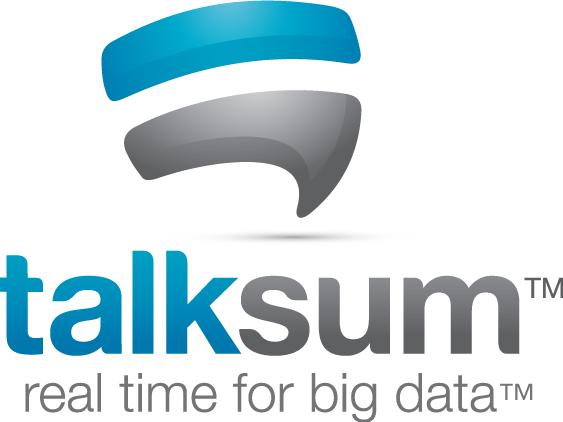 talksum™
real time for big data™